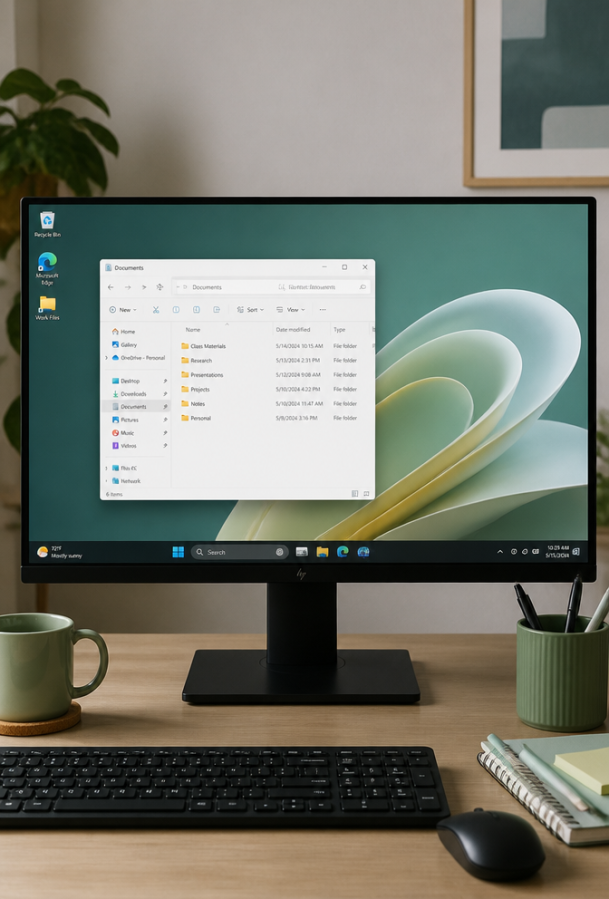 Recycle Bin
Microsoft
Edge
Work Files
Documents
Documents
New
Sort
View
Name
Date modified
Type
Home
Gallery
OneDrive - Personal
Desktop
Downloads
Documents
Pictures
Music
Videos
This PC
Network
Class Materials 5/14/2024 10:15 AM File folder
Research 5/13/2024 2:31 PM File folder
Presentations 5/12/2024 9:08 AM File folder
Projects 5/10/2024 4:22 PM File folder
Notes 5/10/2024 11:47 AM File folder
Personal 5/9/2024 3:16 PM File folder
6 items
Mostly sunny
Search
10:25 AM
5/15/2024
hp